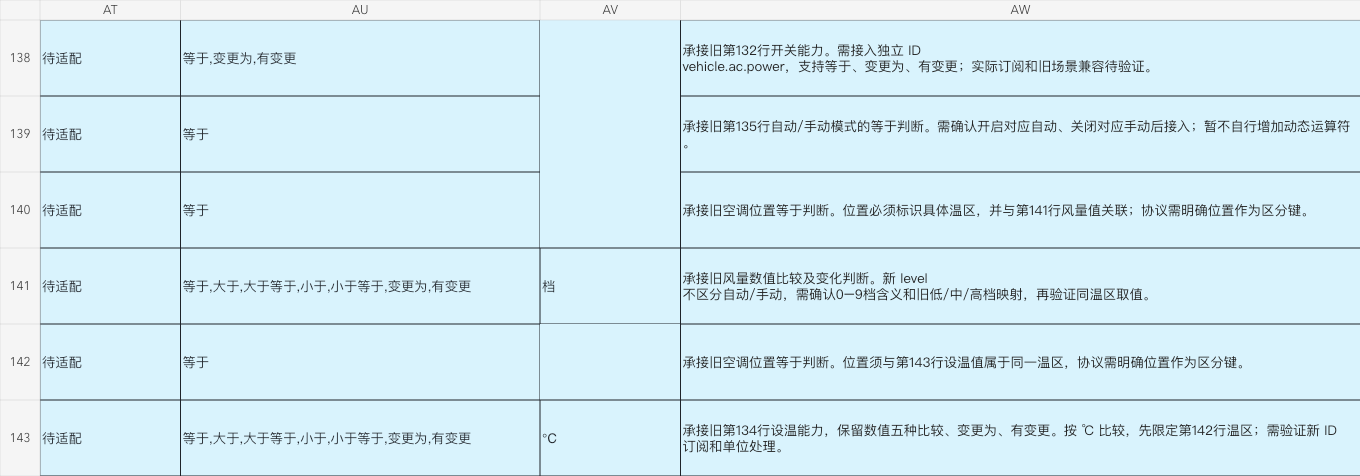 AT AU AV AW
138 待适配 等于,变更为,有变更 承接旧第132行开关能力。需接入独立 ID
vehicle.ac.power，支持等于、变更为、有变更；实际订阅和旧场景兼容待验证。
139 待适配 等于 承接旧第135行自动/手动模式的等于判断。需确认开启对应自动、关闭对应手动后接入；暂不自行增加动态运算符
。
140 待适配 等于 承接旧空调位置等于判断。位置必须标识具体温区，并与第141行风量值关联；协议需明确位置作为区分键。
141 待适配 等于,大于,大于等于,小于,小于等于,变更为,有变更 档 承接旧风量数值比较及变化判断。新 level
不区分自动/手动，需确认0—9档含义和旧低/中/高档映射，再验证同温区取值。
142 待适配 等于 承接旧空调位置等于判断。位置须与第143行设温值属于同一温区，协议需明确位置作为区分键。
143 待适配 等于,大于,大于等于,小于,小于等于,变更为,有变更 °C 承接旧第134行设温能力，保留数值五种比较、变更为、有变更。按 ℃ 比较，先限定第142行温区；需验证新 ID
订阅和单位处理。